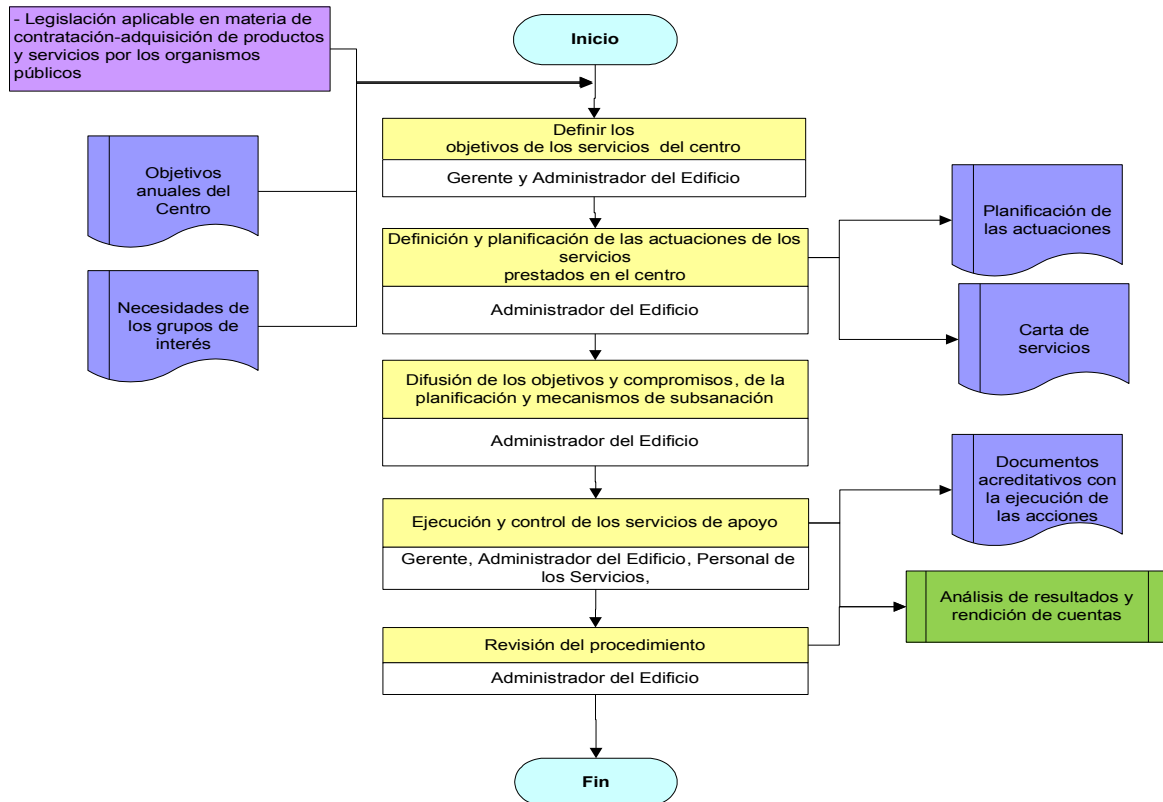 - Legislación aplicable en materia de
contratación-adquisición de productos
y servicios por los organismos
públicos
Inicio
Definir los
objetivos de los servicios del centro
Gerente y Administrador del Edificio
Objetivos
anuales del
Centro
Planificación de
las actuaciones
Definición y planificación de las actuaciones de los
servicios
prestados en el centro
Administrador del Edificio
Necesidades de
los grupos de
interés
Carta de
servicios
Difusión de los objetivos y compromisos, de la
planificación y mecanismos de subsanación
Administrador del Edificio
Documentos
acreditativos con
la ejecución de
las acciones
Ejecución y control de los servicios de apoyo
Gerente, Administrador del Edificio, Personal de
los Servicios,
Análisis de resultados y
rendición de cuentas
Revisión del procedimiento
Administrador del Edificio
Fin